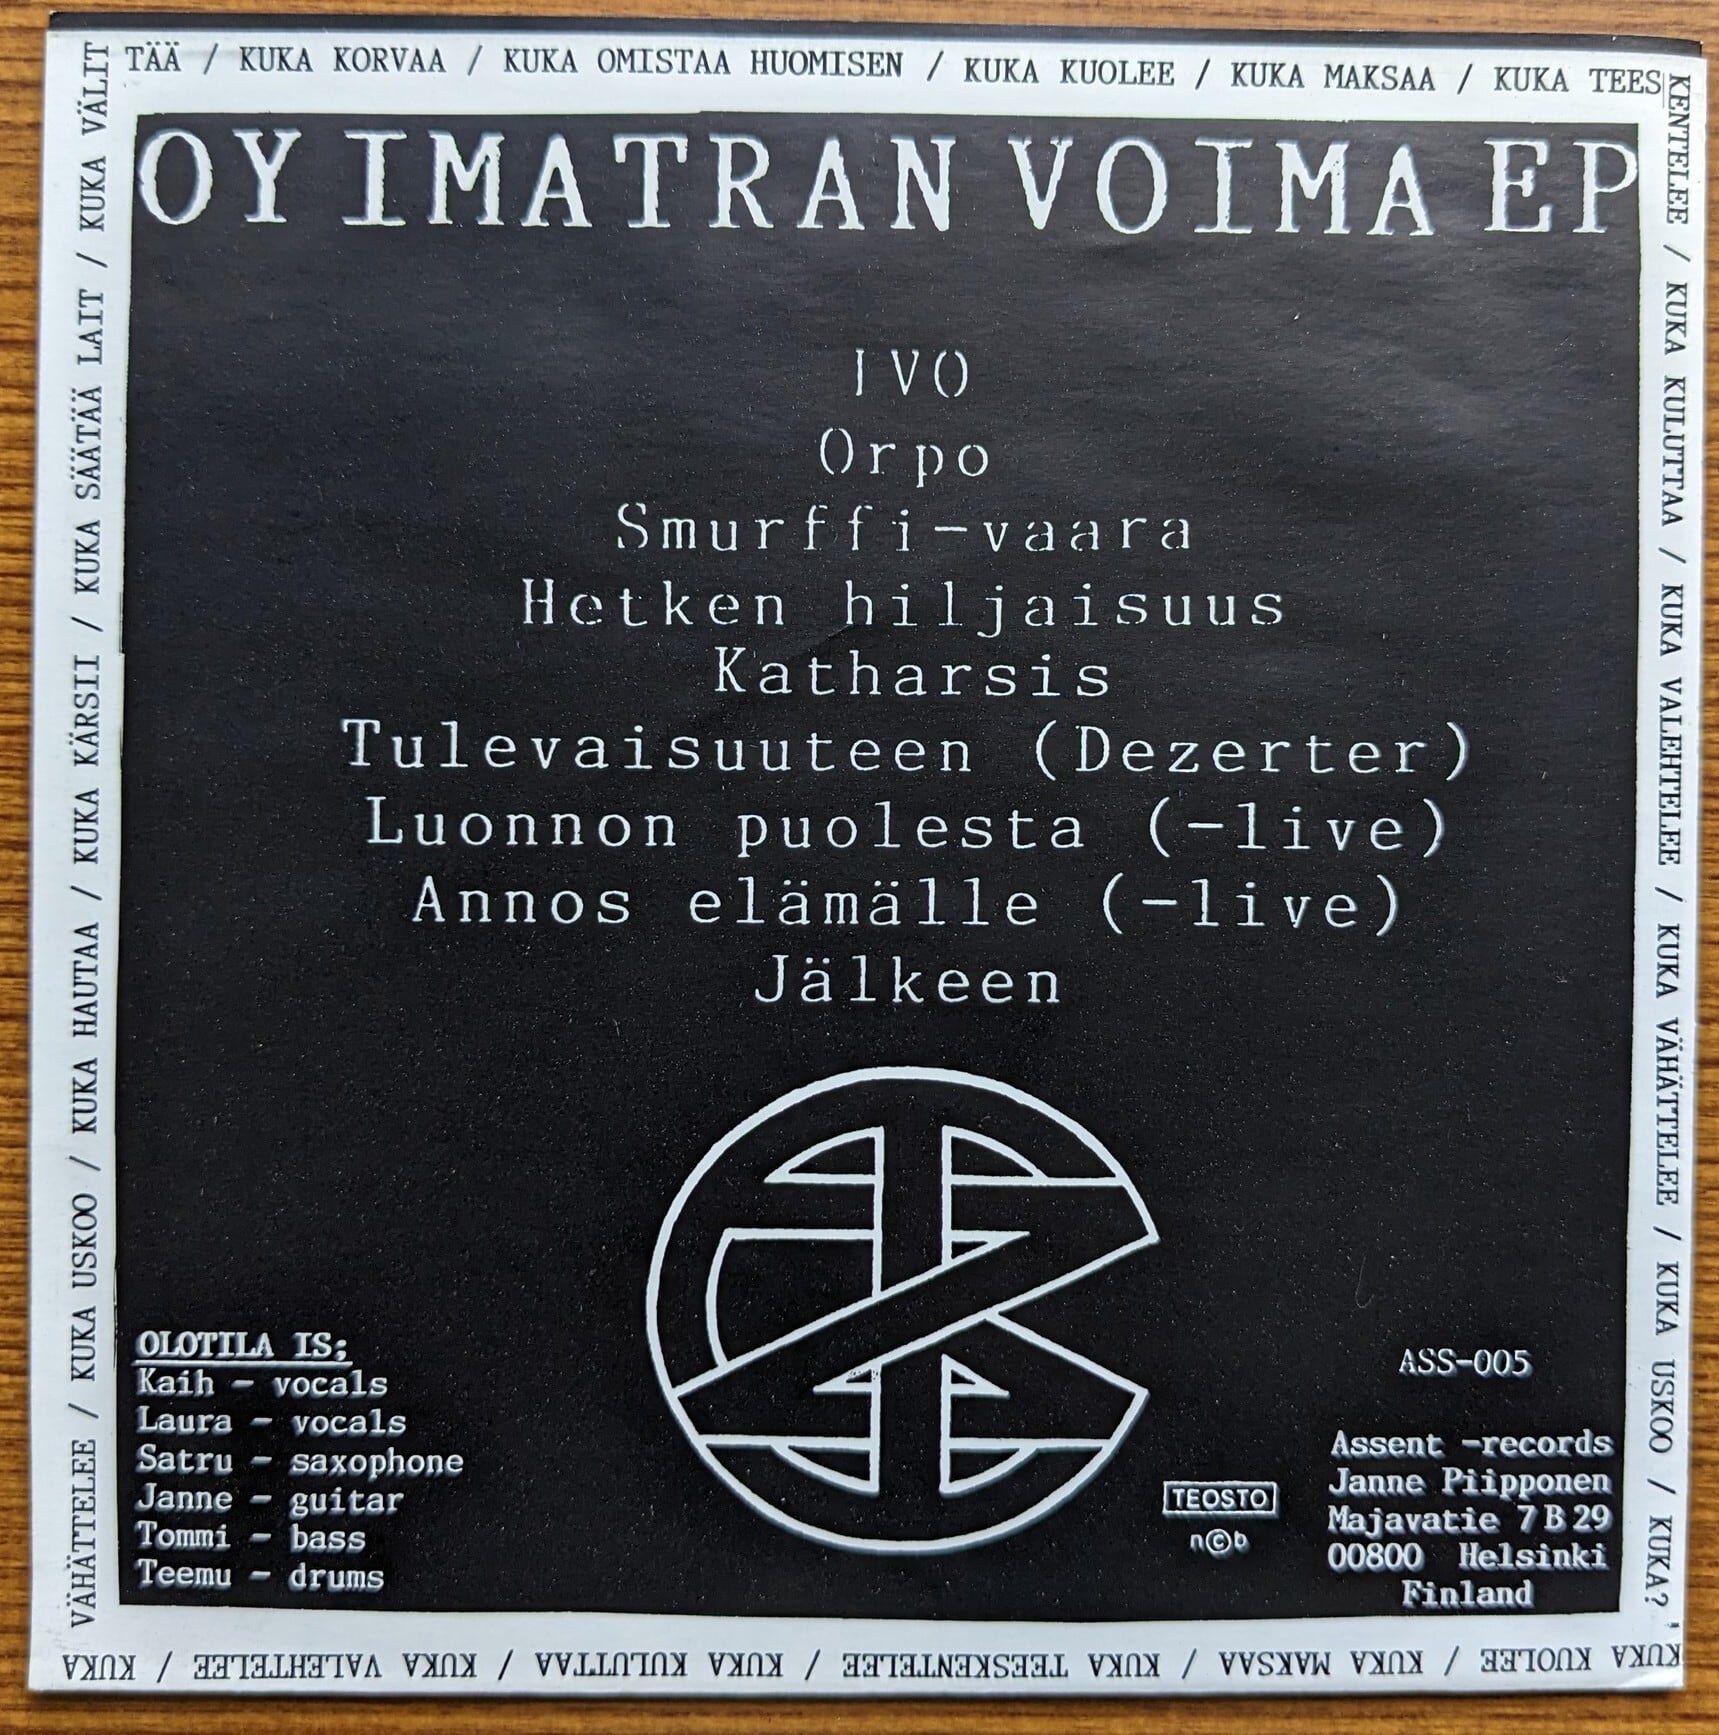 TÄÄ / KUKA KORVAA / KUKA OMISTAA HUOMISEN / KUKA KUOLEE / KUKA MAKSAA / KUKA TEES
KENTELEE / KUKA KULUTTAA / KUKA VALEHTELEE / KUKA VÄHÄTTELEE / KUKA USKOO / KUKA?
OY IMATRAN VOIMA EP
IVO
Orpo
Smurffi-vaara
Hetken hiljaisuus
Katharsis
Tulevaisuuteen (Dezerter)
Luonnon puolesta (-live)
Annos elämälle (-live)
Jälkeen
OLOTILA IS:
Kaih - vocals
Laura - vocals
Satru - saxophone
Janne - guitar
Tommi - bass
Teemu - drums
TEOSTO
n©b
ASS-005
Assent -records
Janne Piipponen
Majavatie 7 B 29
00800 Helsinki
Finland
KUKA KUOLEE / KUKA MAKSAA / KUKA TEESKENTELEE / KUKA KULUTTAA / KUKA VALEHTELEE / KUKA
VÄHÄTTELEE / KUKA USKOO / KUKA HAUTAA / KUKA KÄRSII / KUKA SÄÄTÄÄ LAIT / KUKA VÄLIT